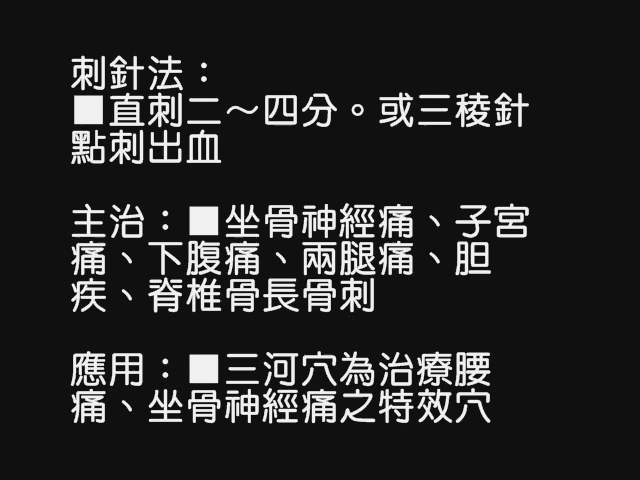 刺針法：
■直刺二～四分。或三稜針
點刺出血
主治：■坐骨神經痛、子宮
痛、下腹痛、兩腿痛、胆
疾、脊椎骨長骨刺
應用：■三河穴為治療腰
痛、坐骨神經痛之特效穴